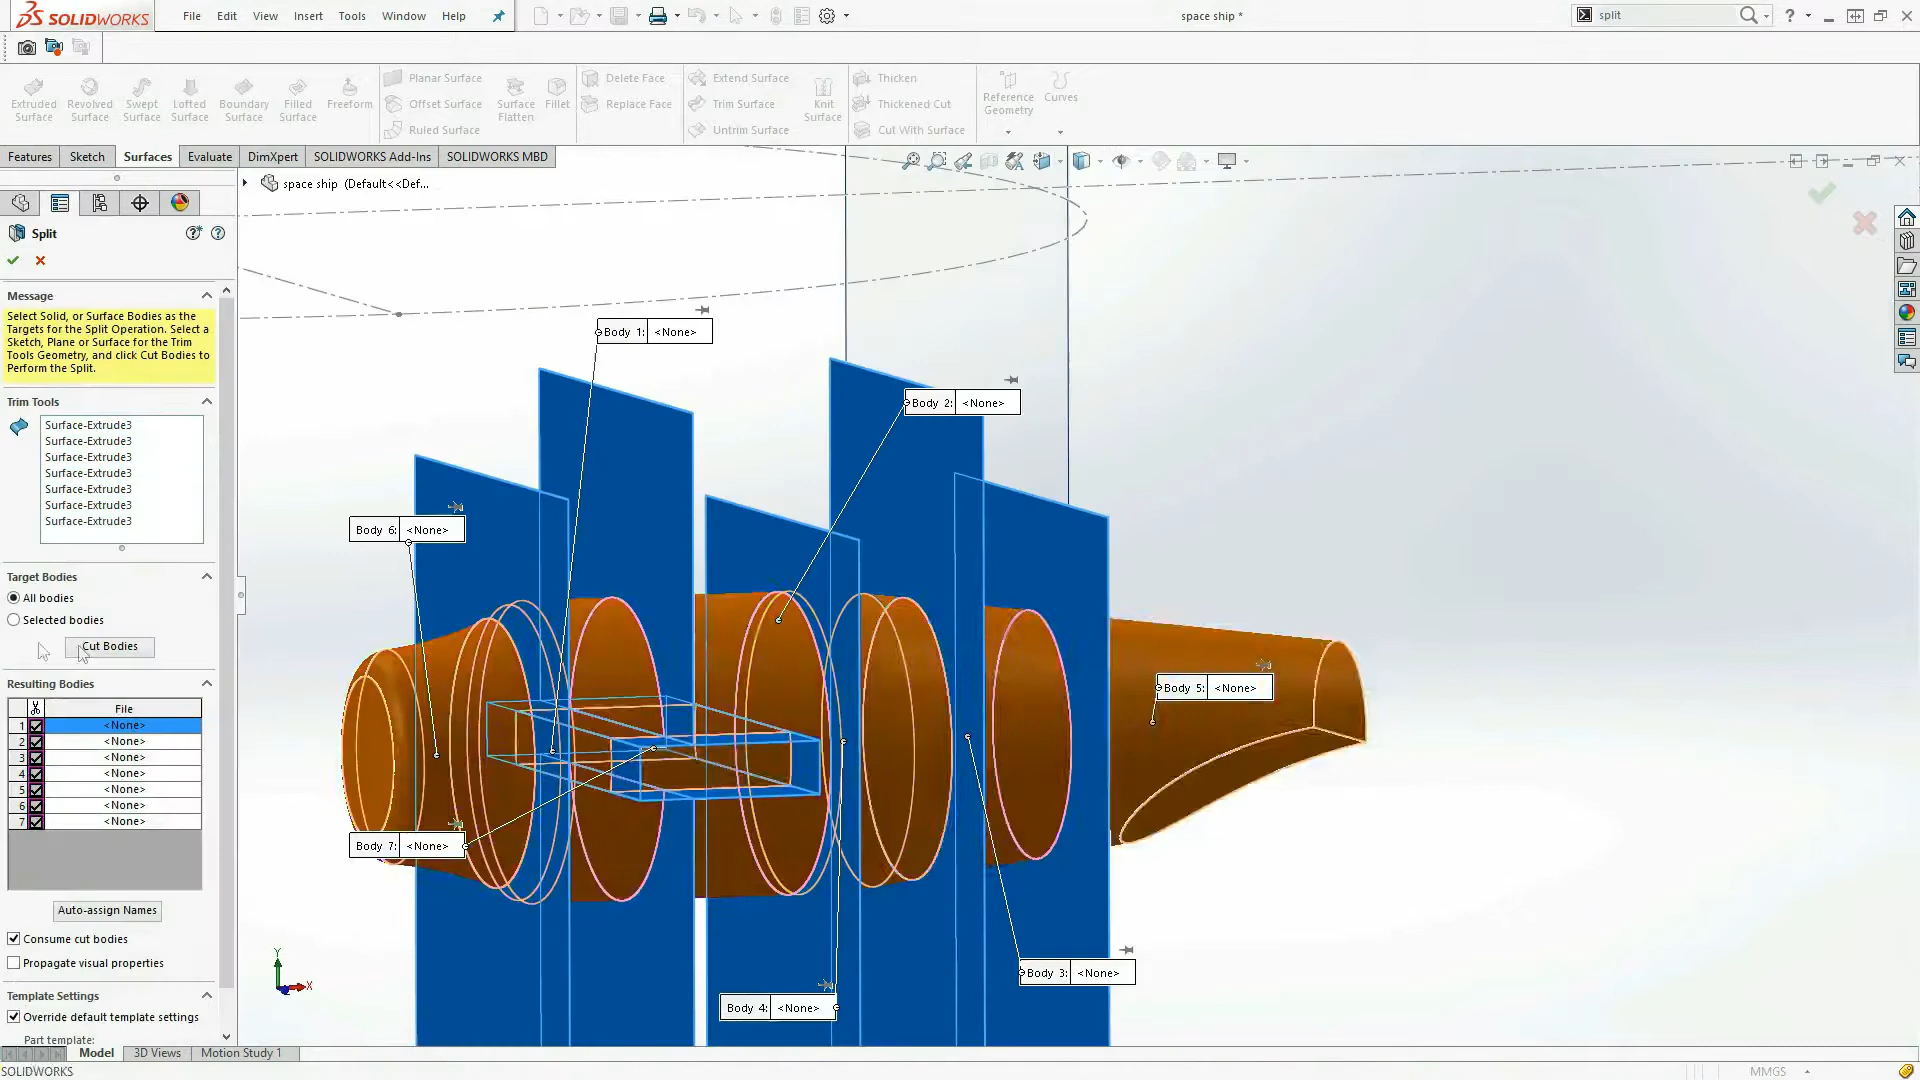 SOLIDWORKS
File Edit View Insert Tools Window Help
space ship *
split
Extruded Surface
Revolved Surface
Swept Surface
Lofted Surface
Boundary Surface
Filled Surface
Freeform
Planar Surface
Offset Surface
Ruled Surface
Surface Flatten
Fillet
Delete Face
Replace Face
Extend Surface
Trim Surface
Untrim Surface
Knit Surface
Thicken
Thickened Cut
Cut With Surface
Reference Geometry
Curves
Features Sketch Surfaces Evaluate DimXpert SOLIDWORKS Add-Ins SOLIDWORKS MBD
space ship (Default<<Def...
Split
Message
Select Solid, or Surface Bodies as the
Targets for the Split Operation. Select a
Sketch, Plane or Surface for the Trim
Tools Geometry, and click Cut Bodies to
Perform the Split.
Trim Tools
Surface-Extrude3
Surface-Extrude3
Surface-Extrude3
Surface-Extrude3
Surface-Extrude3
Surface-Extrude3
Surface-Extrude3
Target Bodies
All bodies
Selected bodies
Cut Bodies
Resulting Bodies
File
1 <None>
2 <None>
3 <None>
4 <None>
5 <None>
6 <None>
7 <None>
Auto-assign Names
Consume cut bodies
Propagate visual properties
Template Settings
Override default template settings
Part template:
Body 1: <None>
Body 2: <None>
Body 6: <None>
Body 5: <None>
Body 7: <None>
Body 3: <None>
Body 4: <None>
Y
X
Model 3D Views Motion Study 1
SOLIDWORKS
MMGS